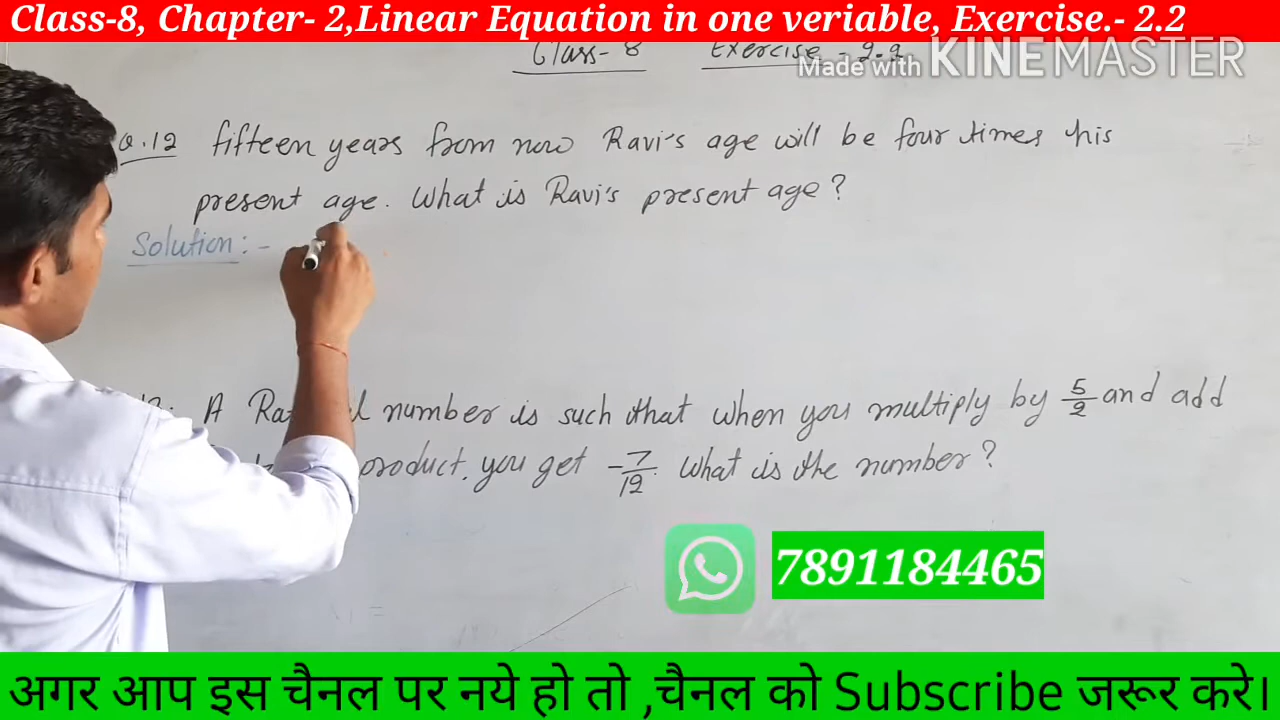 Class-8, Chapter- 2,Linear Equation in one veriable, Exercise.- 2.2
Class- 8 Exercise - 2.2
Made with KINEMASTER
Q.12 fifteen years from now Ravi's age will be four times his
present age. What is Ravi's present age?
Solution:-
A number is such that when you multiply by 5/2 and add
product, you get -7/12. What is the number?
7891184465
अगर आप इस चैनल पर नये हो तो ,चैनल को Subscribe जरूर करे।